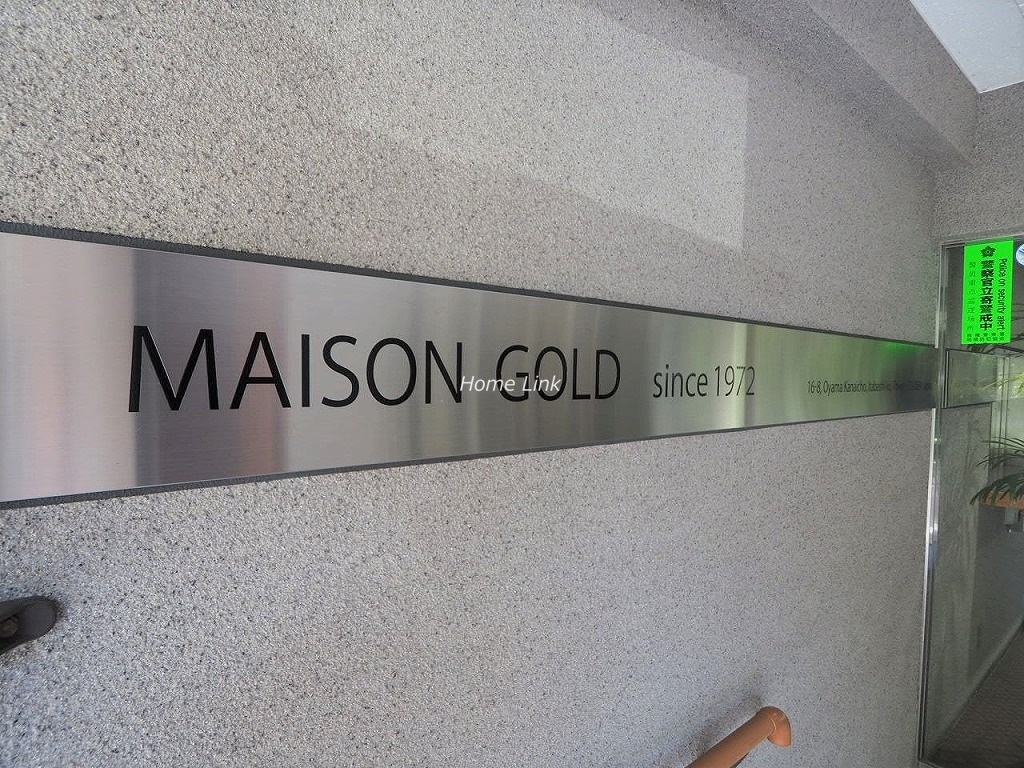 MAISON GOLD since 1972
16-8, Oyama Kanaicho, Itabashi-ku,
Home Link
Police on security alert
警察官立寄警戒中